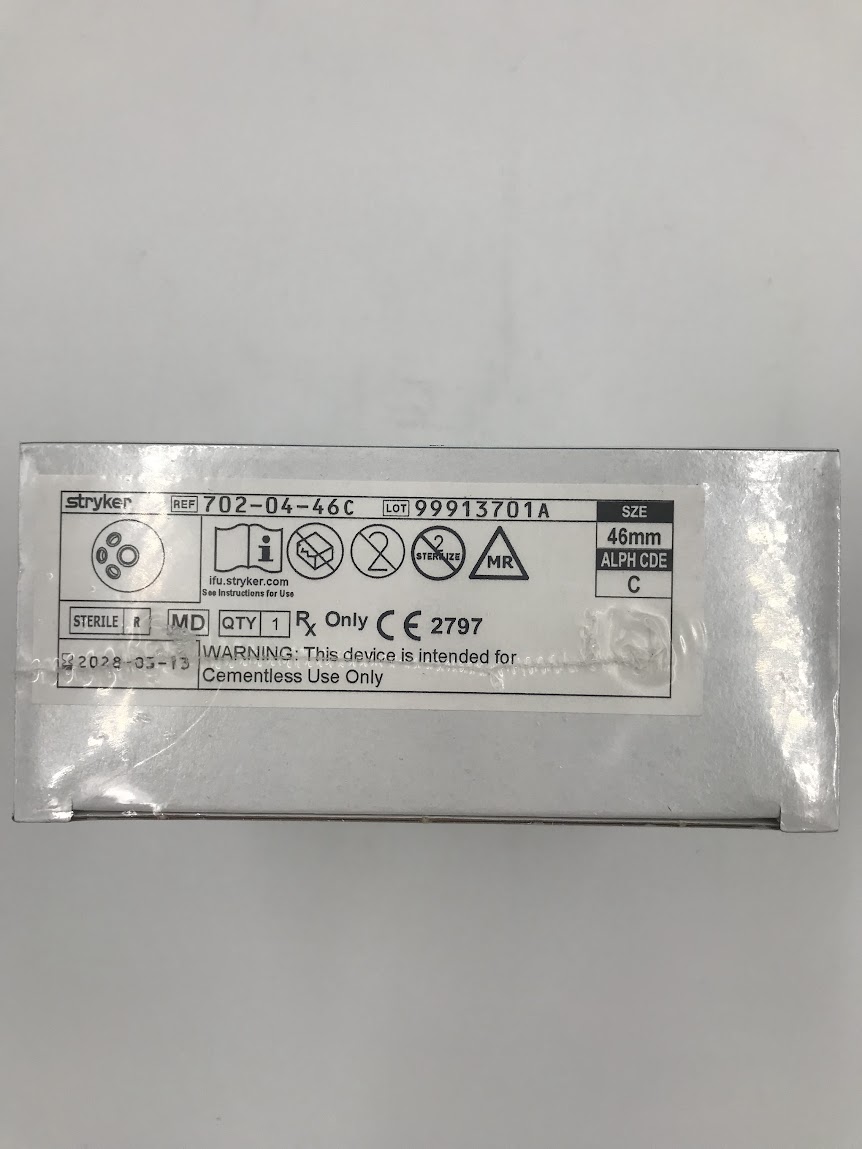 stryker REF 702-04-46C LOT 99913701A SZE
46mm
ALPH CDE
C
i
2
2
STERILIZE
MR
ifu.stryker.com
See Instructions for Use
STERILE R MD QTY 1 Rx Only CE 2797
2028-03-13
WARNING: This device is intended for
Cementless Use Only